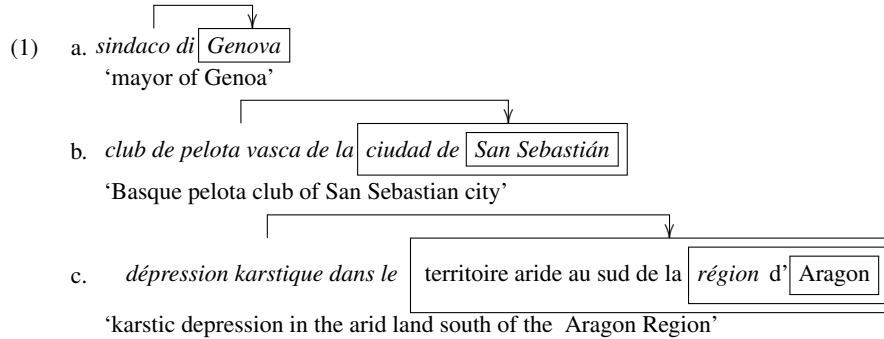 (1) a. sindaco di Genova
‘mayor of Genoa’
b. club de pelota vasca de la ciudad de San Sebastián
‘Basque pelota club of San Sebastian city’
c. dépression karstique dans le territoire aride au sud de la région d’ Aragon
‘karstic depression in the arid land south of the Aragon Region’